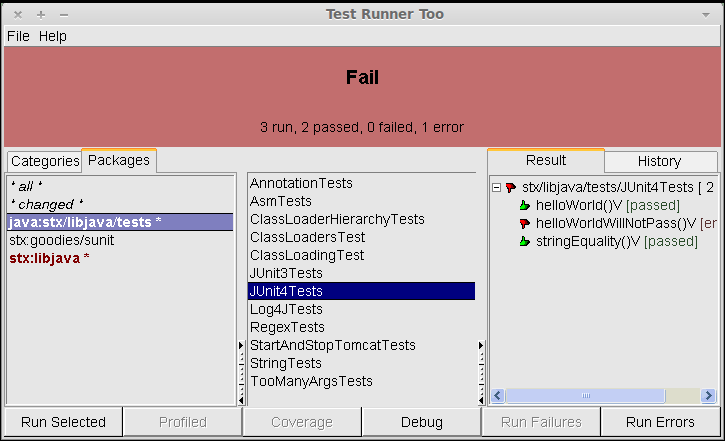 Test Runner Too
File Help
Fail
3 run, 2 passed, 0 failed, 1 error
Categories Packages
* all *
* changed *
java:stx/libjava/tests *
stx:goodies/sunit
stx:libjava *
AnnotationTests
AsmTests
ClassLoaderHierarchyTests
ClassLoadersTest
ClassLoadingTest
JUnit3Tests
JUnit4Tests
Log4JTests
RegexTests
StartAndStopTomcatTests
StringTests
TooManyArgsTests
Result History
stx/libjava/tests/JUnit4Tests [ 2
helloWorld()V [passed]
helloWorldWillNotPass()V [er
stringEquality()V [passed]
Run Selected Profiled Coverage Debug Run Failures Run Errors